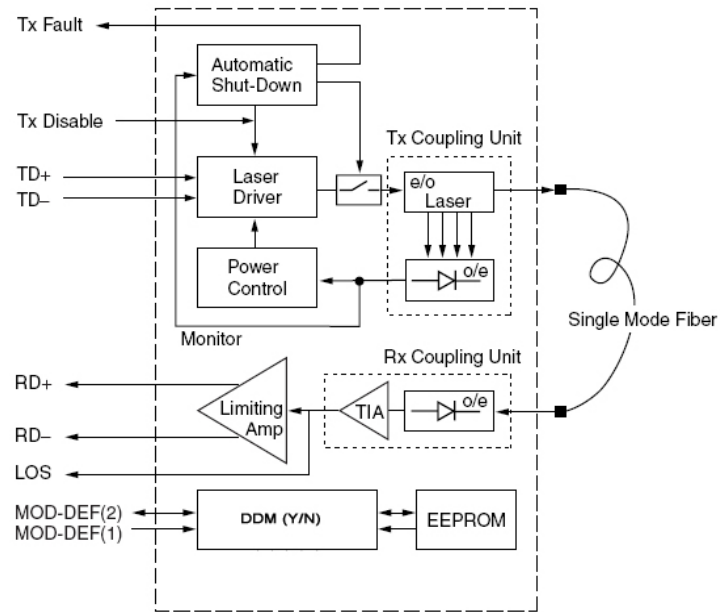 Tx Fault
Automatic
Shut-Down
Tx Disable
Tx Coupling Unit
TD+
TD–
Laser
Driver
e/o
Laser
Power
Control
o/e
Monitor
Single Mode Fiber
Rx Coupling Unit
RD+
RD–
Limiting
Amp
TIA
o/e
LOS
MOD-DEF(2)
MOD-DEF(1)
DDM (Y/N)
EEPROM